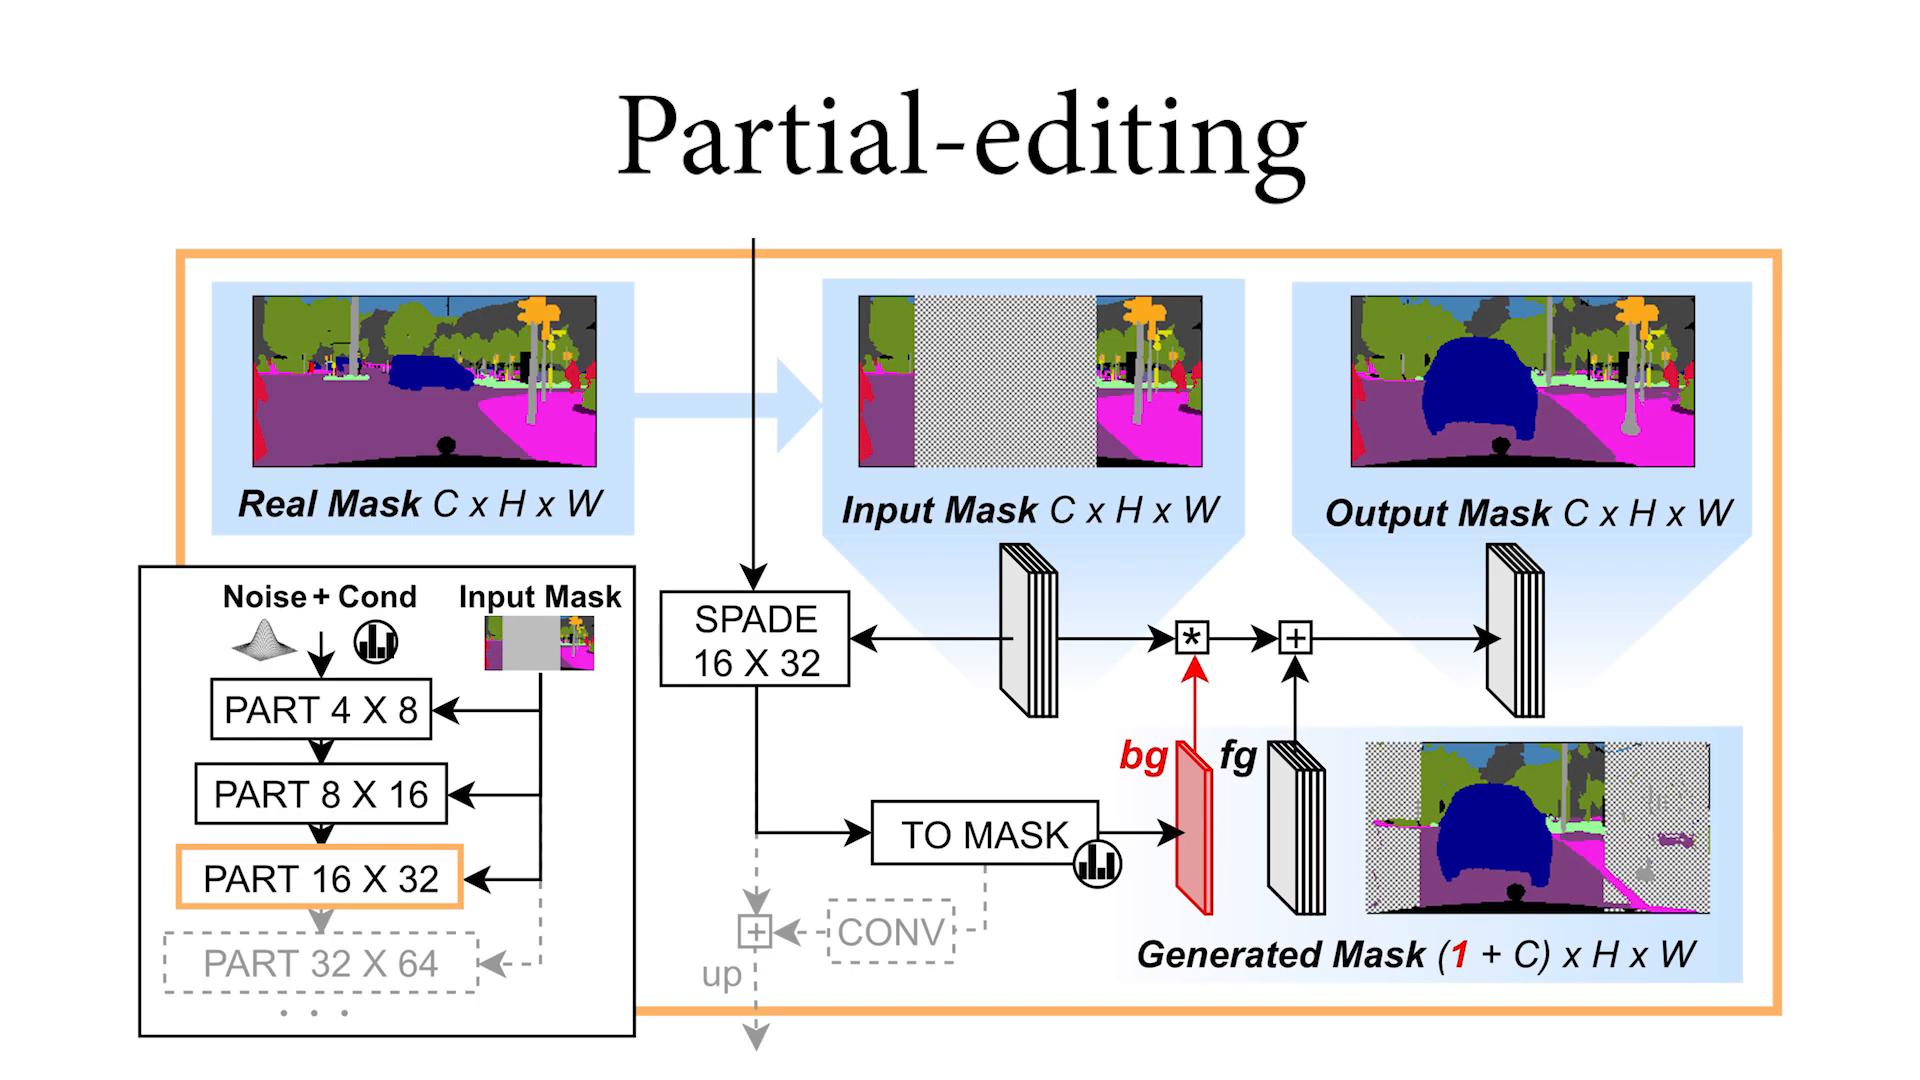 Partial-editing
Real Mask C x H x W
Input Mask C x H x W
Output Mask C x H x W
Noise + Cond
Input Mask
PART 4 X 8
PART 8 X 16
PART 16 X 32
PART 32 X 64
. . .
SPADE
16 X 32
*
+
bg
fg
TO MASK
+
CONV
up
Generated Mask (1 + C) x H x W